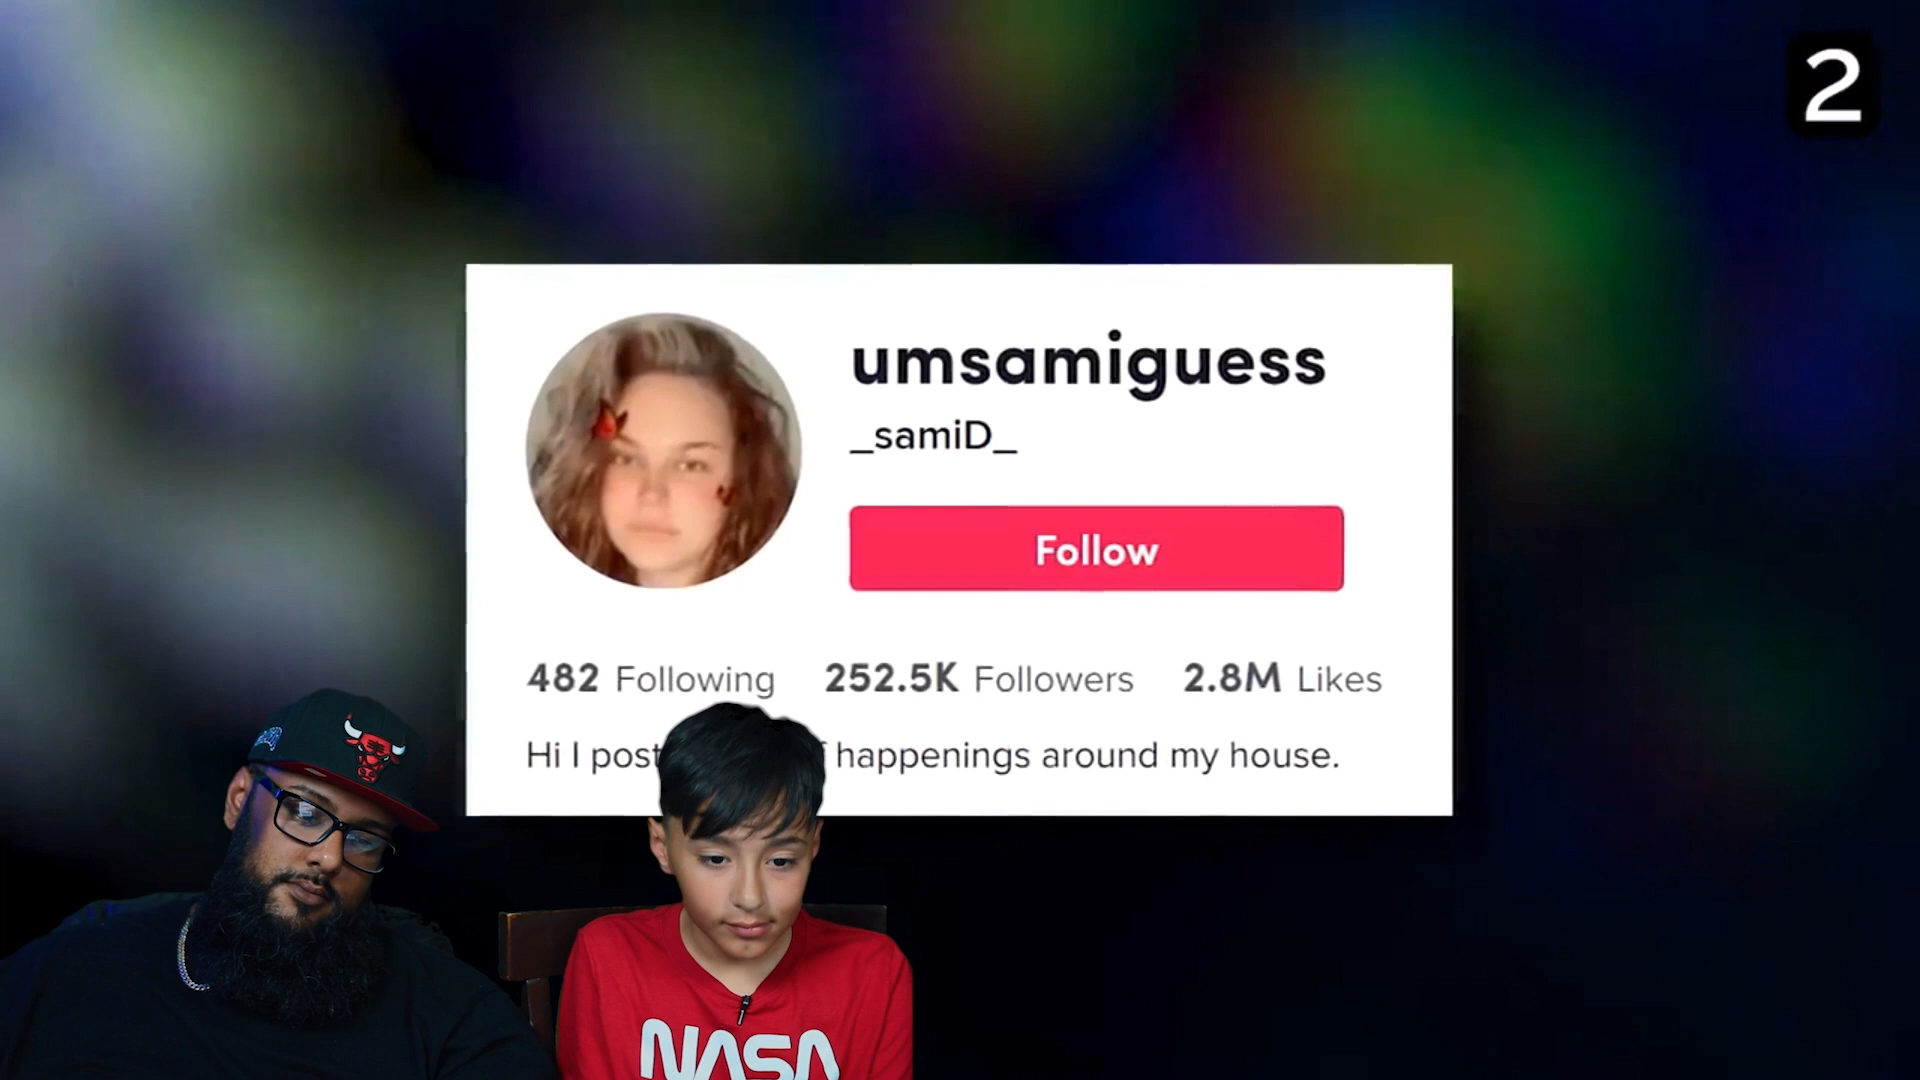 2
umsamiguess
_samiD_
Follow
482 Following 252.5K Followers 2.8M Likes
Hi I post happenings around my house.
NASA